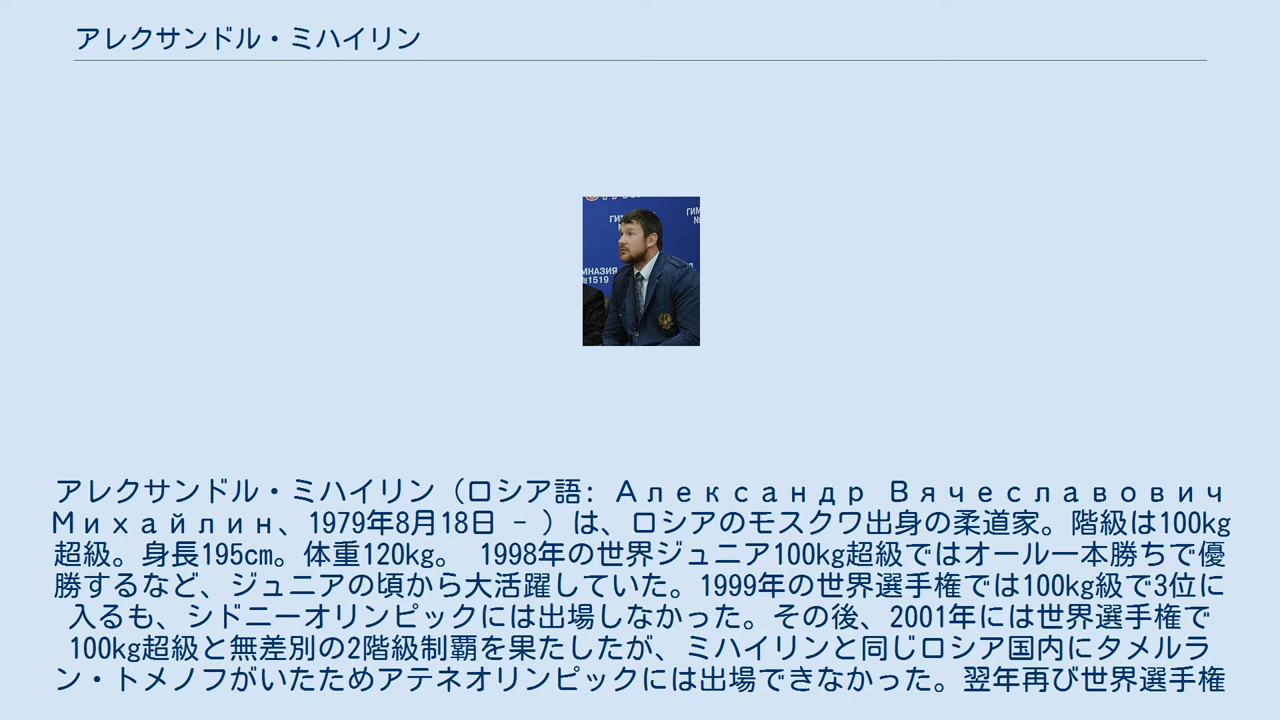 アレクサンドル・ミハイリン
ГИМ
№
МНАЗИЯ
№1519
アレクサンドル・ミハイリン（ロシア語: Александр Вячеславович
Михайлин、1979年8月18日 - ）は、ロシアのモスクワ出身の柔道家。階級は100kg
超級。身長195cm。体重120kg。 1998年の世界ジュニア100kg超級ではオール一本勝ちで優
勝するなど、ジュニアの頃から大活躍していた。1999年の世界選手権では100kg級で3位に
入るも、シドニーオリンピックには出場しなかった。その後、2001年には世界選手権で
100kg超級と無差別の2階級制覇を果たしたが、ミハイリンと同じロシア国内にタメルラ
ン・トメノフがいたためアテネオリンピックには出場できなかった。翌年再び世界選手権